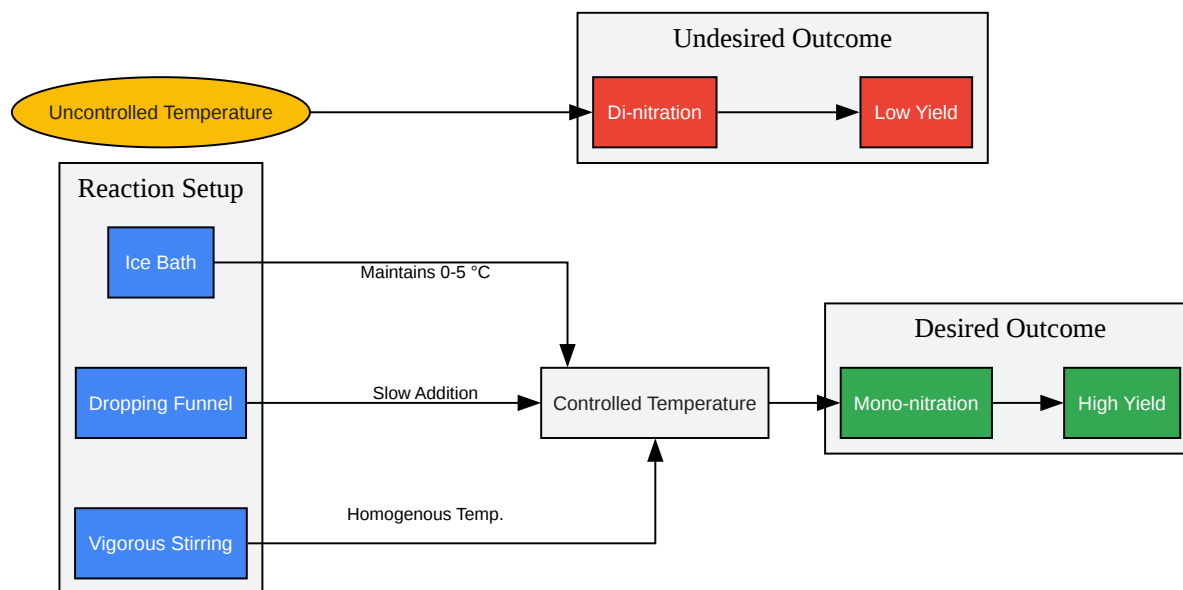 Undesired Outcome
Uncontrolled Temperature
Di-nitration
Low Yield
Reaction Setup
Ice Bath
Maintains 0-5 °C
Desired Outcome
Dropping Funnel
Slow Addition
Controlled Temperature
Mono-nitration
High Yield
Homogenous Temp.
Vigorous Stirring